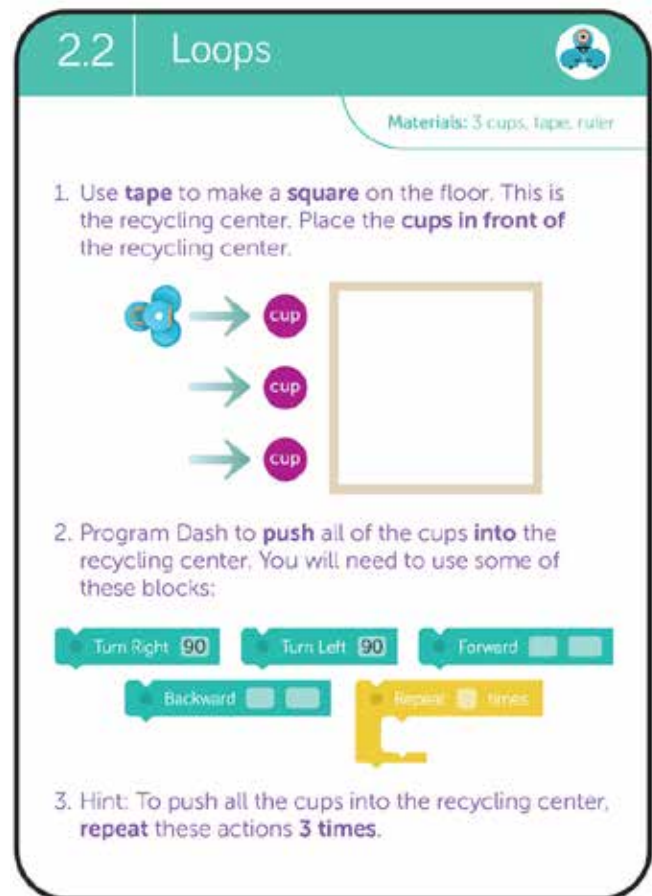 2.2 Loops
Materials: 3 cups, tape, ruler
1. Use tape to make a square on the floor. This is
the recycling center. Place the cups in front of
the recycling center.
cup
cup
cup
2. Program Dash to push all of the cups into the
recycling center. You will need to use some of
these blocks:
Turn Right 90 Turn Left 90 Forward
Backward Repeat times
3. Hint: To push all the cups into the recycling center,
repeat these actions 3 times.